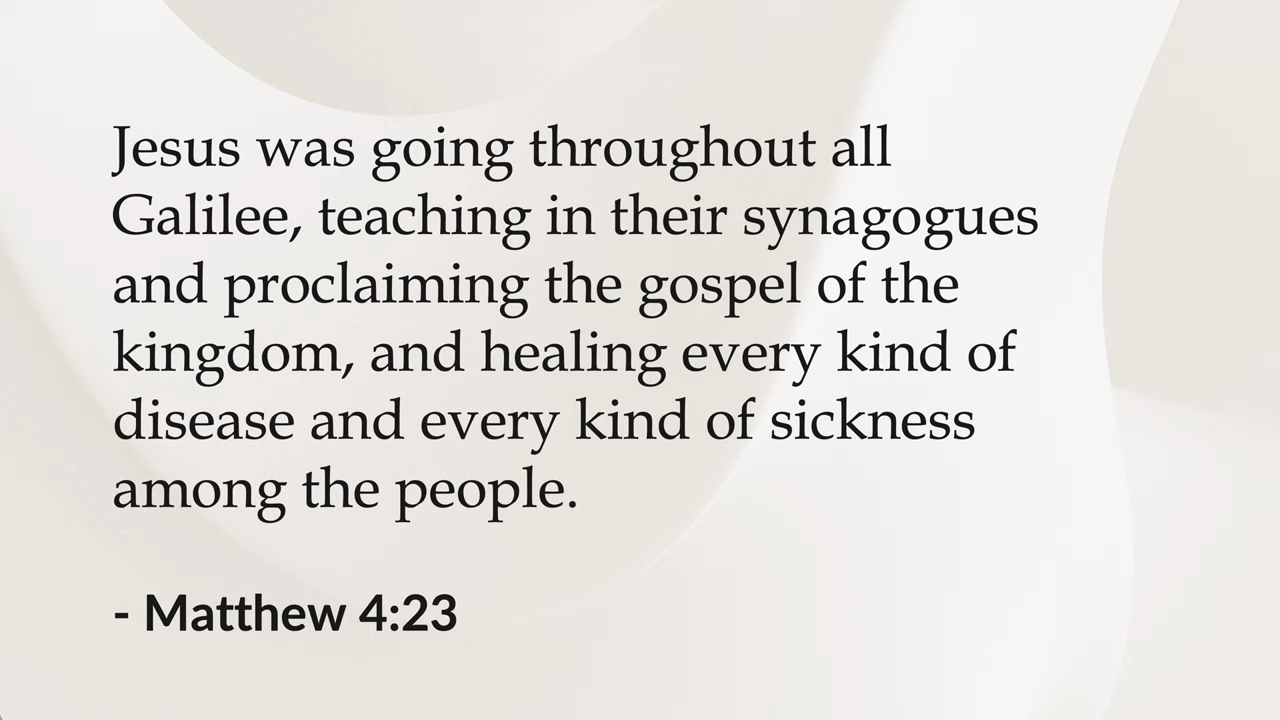 Jesus was going throughout all
Galilee, teaching in their synagogues
and proclaiming the gospel of the
kingdom, and healing every kind of
disease and every kind of sickness
among the people.
- Matthew 4:23